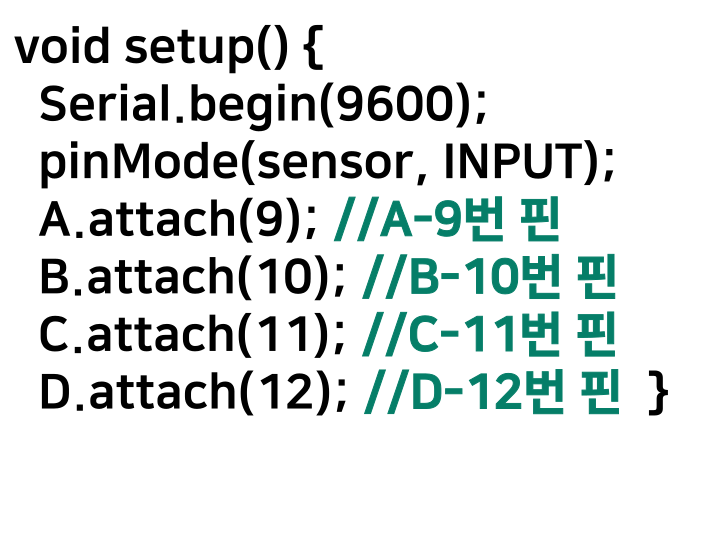 void setup() {
Serial.begin(9600);
pinMode(sensor, INPUT);
A.attach(9); //A-9번 핀
B.attach(10); //B-10번 핀
C.attach(11); //C-11번 핀
D.attach(12); //D-12번 핀 }